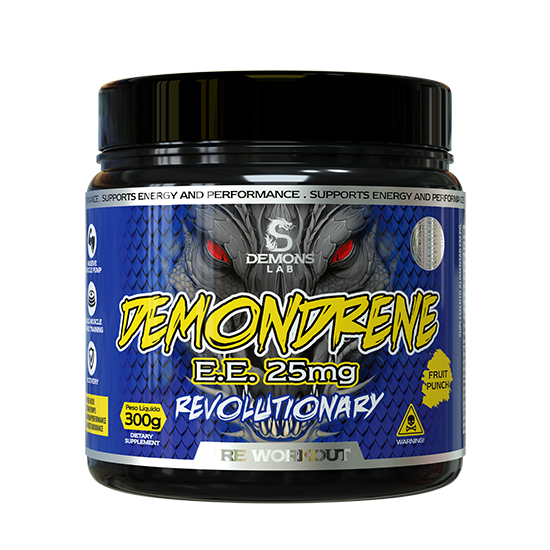 SUPPORTS ENERGY AND PERFORMANCE . SUPPORTS ENERGY AND PERFORMANCE
DEMONS
LAB
DEMONDRENE
E.E. 25mg
REVOLUTIONARY
FRUIT
PUNCH
RECOVERY
Peso Líquido
300g
DIETARY
SUPPLEMENT
WARNING!
RE WORKOUT